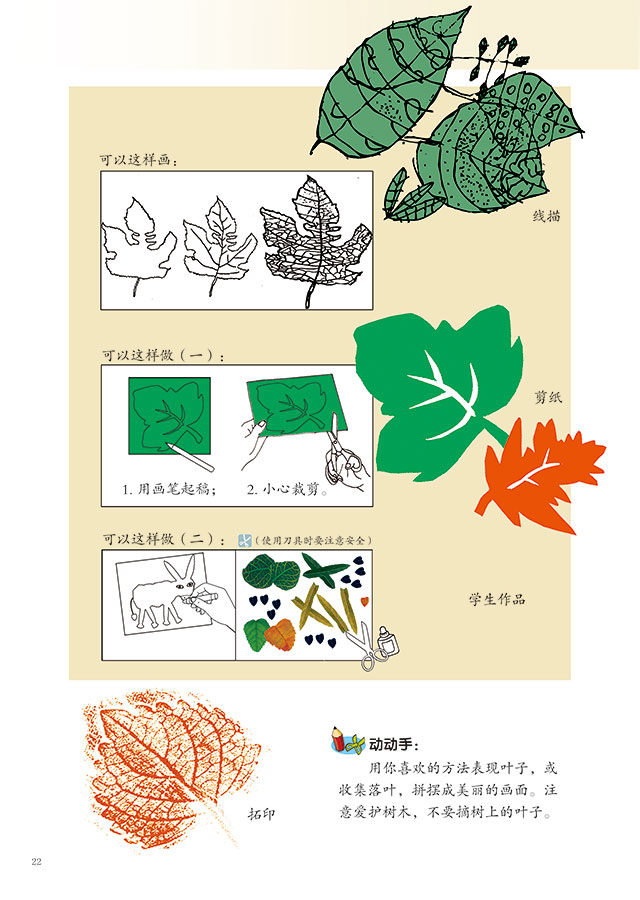 可以这样画：
线描
可以这样做（一）：
剪纸
1. 用画笔起稿；
2. 小心裁剪。
可以这样做（二）：
（使用刀具时要注意安全）
学生作品
动动手：
用你喜欢的方法表现叶子，或
收集落叶，拼摆成美丽的画面。注
意爱护树木，不要摘树上的叶子。
拓印
22